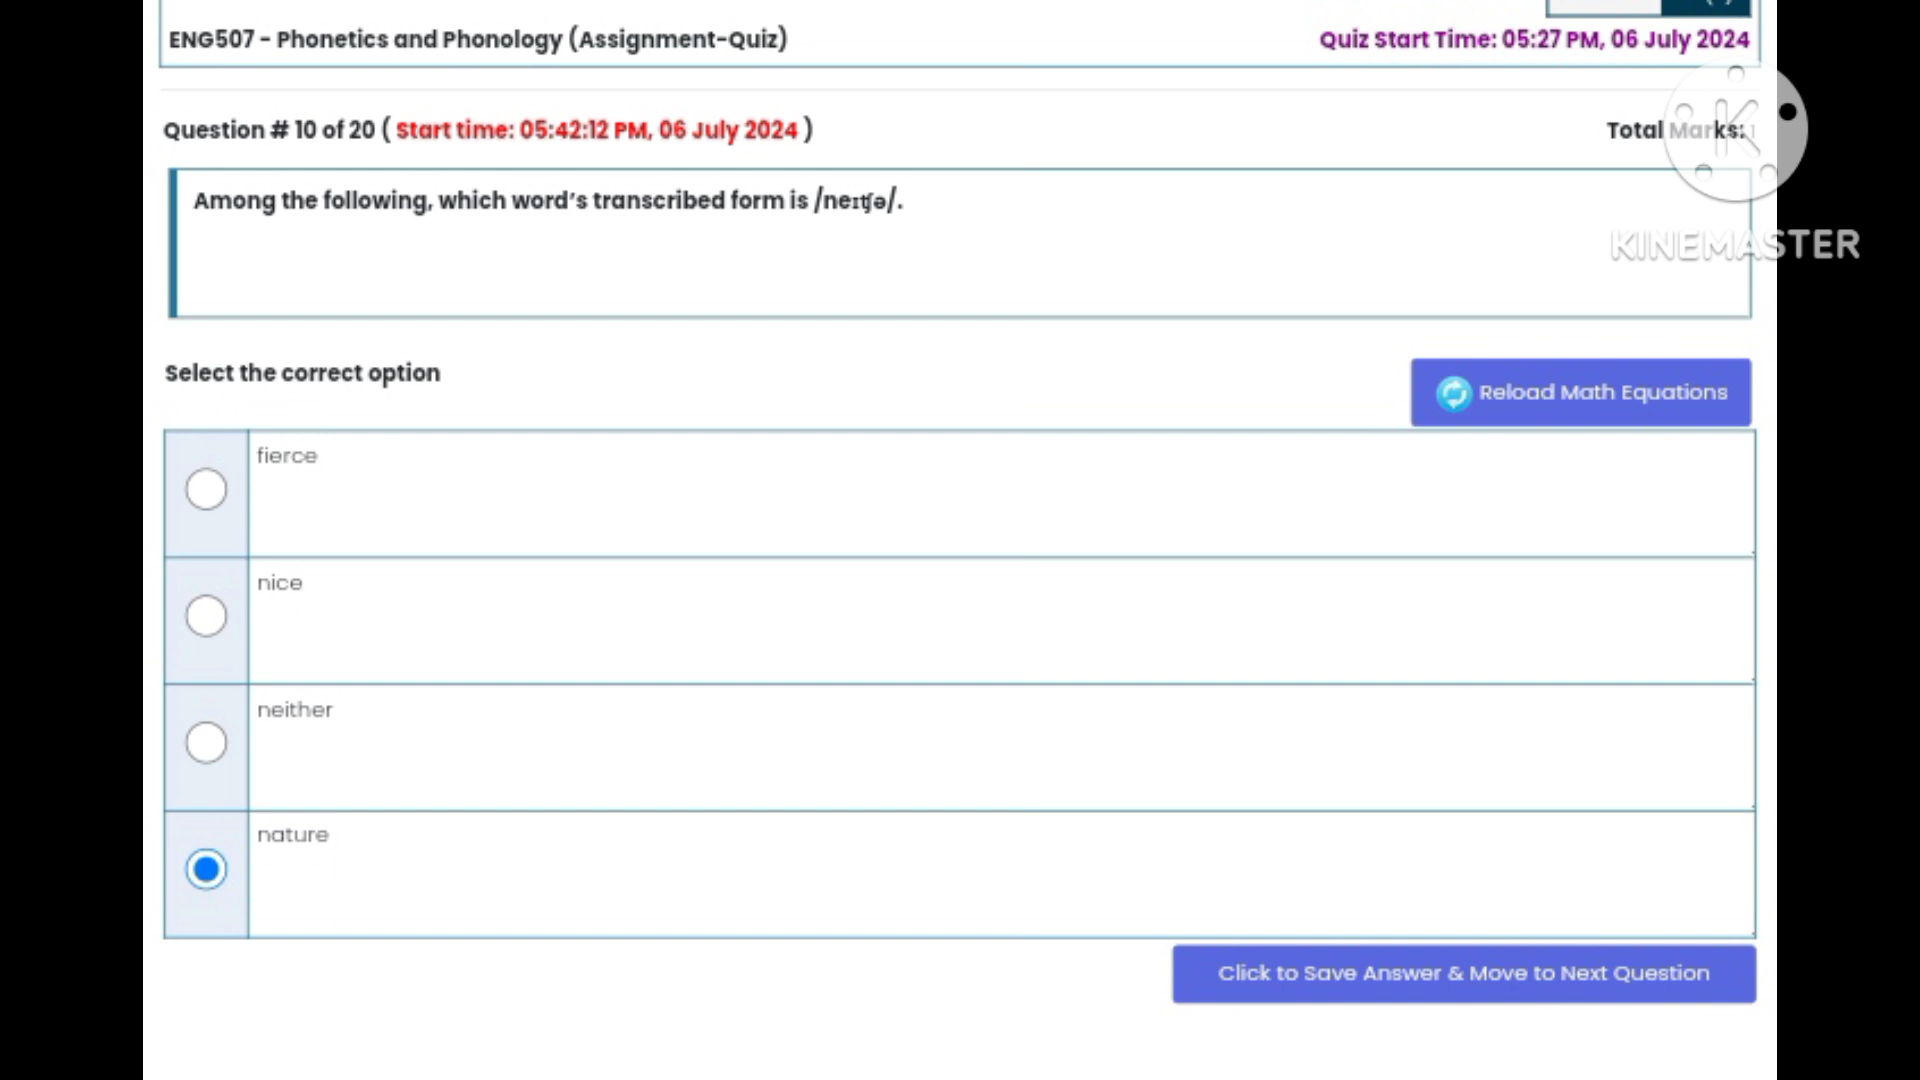 ENG507 - Phonetics and Phonology (Assignment-Quiz)
Quiz Start Time: 05:27 PM, 06 July 2024
Question # 10 of 20 ( Start time: 05:42:12 PM, 06 July 2024 )
Total Marks: 1
KINEMASTER
Among the following, which word’s transcribed form is /neɪʧə/.
Select the correct option
Reload Math Equations
fierce
nice
neither
nature
Click to Save Answer & Move to Next Question